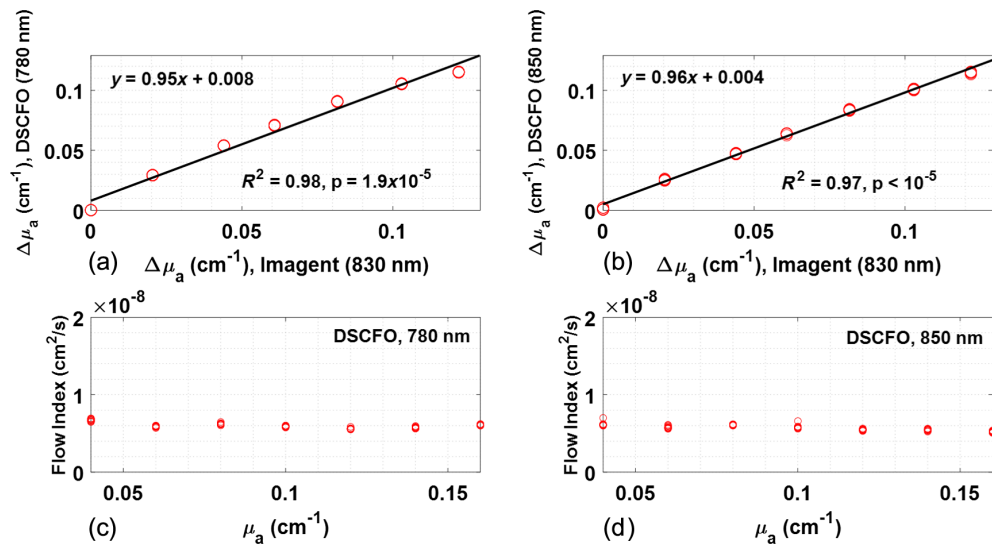 Δμa (cm-1), DSCFO (780 nm)
0.1
0.05
0
y = 0.95x + 0.008
R2 = 0.98, p = 1.9x10-5
0 0.05 0.1
(a) Δμa (cm-1), Imagent (830 nm)
Δμa (cm-1), DSCFO (850 nm)
0.1
0.05
0
y = 0.96x + 0.004
R2 = 0.97, p < 10-5
0 0.05 0.1
(b) Δμa (cm-1), Imagent (830 nm)
×10-8
Flow Index (cm2/s)
2
1
0
DSCFO, 780 nm
0.05 0.1 0.15
(c) μa (cm-1)
×10-8
Flow Index (cm2/s)
2
1
0
DSCFO, 850 nm
0.05 0.1 0.15
(d) μa (cm-1)